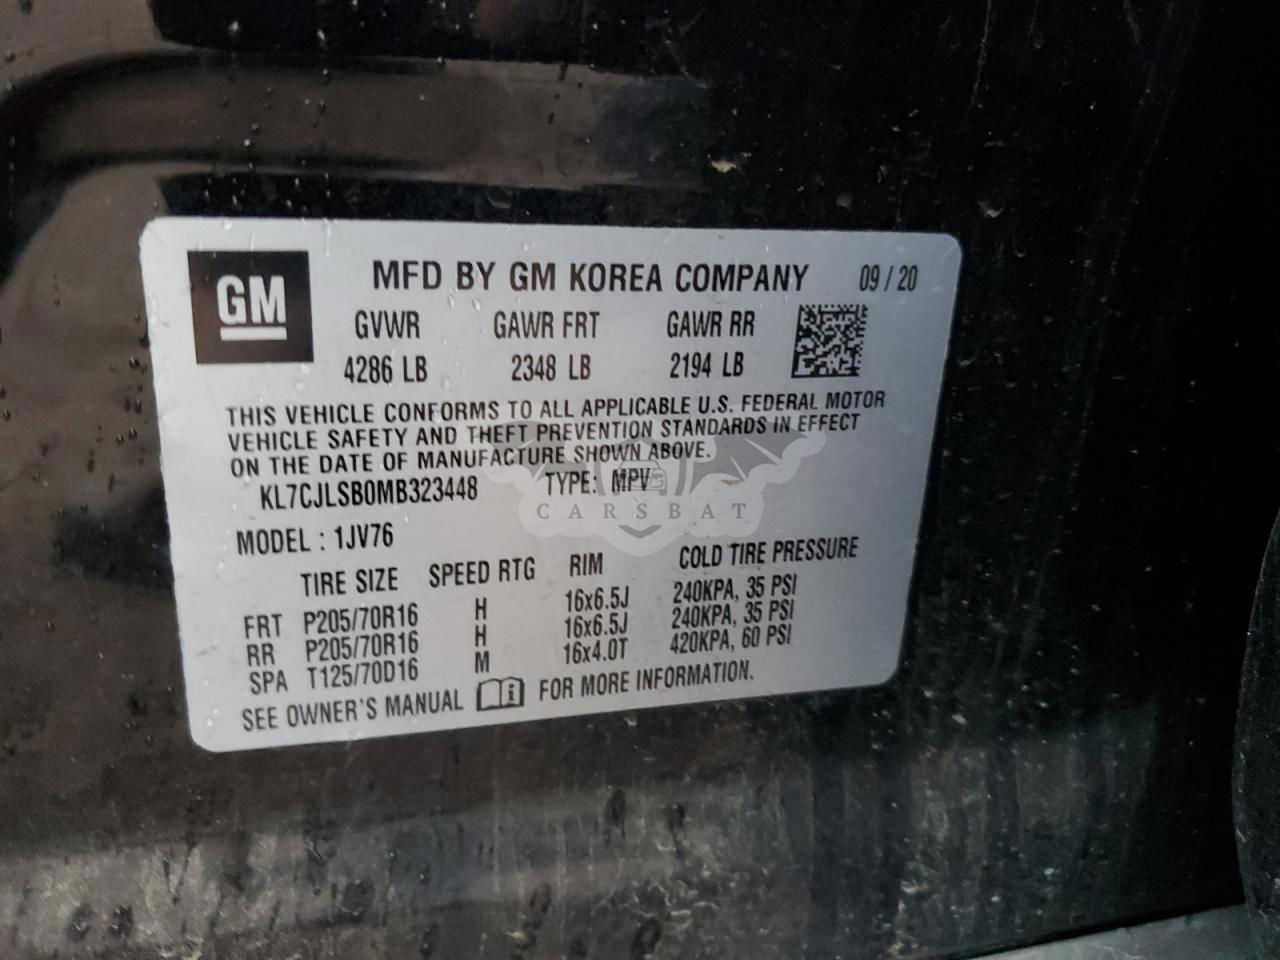 GM
MFD BY GM KOREA COMPANY 09 / 20
GVWR GAWR FRT GAWR RR
4286 LB 2348 LB 2194 LB
THIS VEHICLE CONFORMS TO ALL APPLICABLE U.S. FEDERAL MOTOR
VEHICLE SAFETY AND THEFT PREVENTION STANDARDS IN EFFECT
ON THE DATE OF MANUFACTURE SHOWN ABOVE.
KL7CJLSB0MB323448 TYPE: MPV
CARSBAT
MODEL : 1JV76
TIRE SIZE SPEED RTG RIM COLD TIRE PRESSURE
FRT P205/70R16 H 16x6.5J 240KPA, 35 PSI
RR P205/70R16 H 16x6.5J 240KPA, 35 PSI
SPA T125/70D16 M 16x4.0T 420KPA, 60 PSI
SEE OWNER'S MANUAL i FOR MORE INFORMATION.